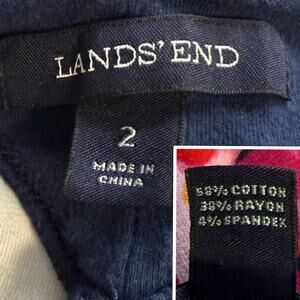 LANDS' END
2
MADE IN
CHINA
58% COTTON
38% RAYON
4% SPANDEX